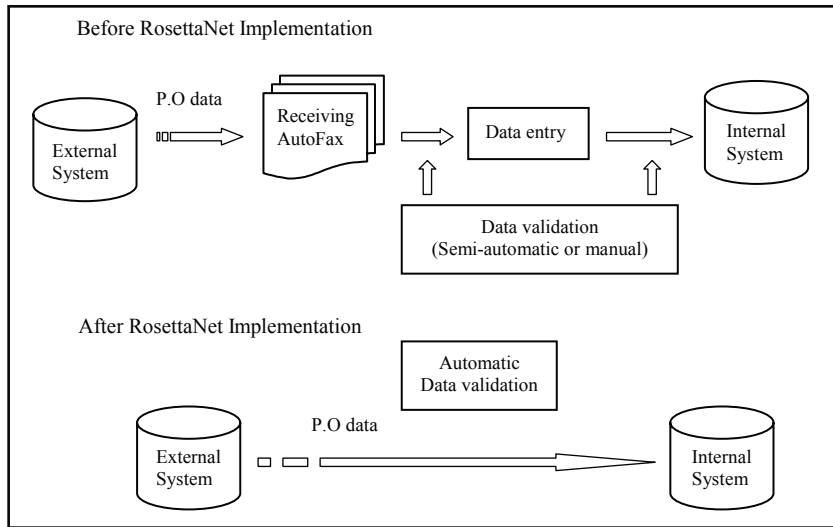 Before RosettaNet Implementation
P.O data
External
System
Receiving
AutoFax
Data entry
Internal
System
Data validation
(Semi-automatic or manual)
After RosettaNet Implementation
Automatic
Data validation
P.O data
External
System
Internal
System